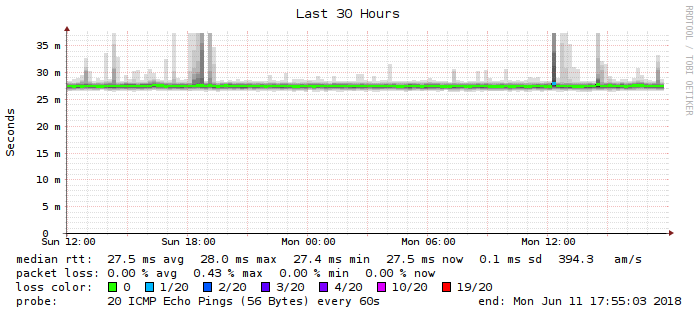 Last 30 Hours
RRDTOOL / TOBI OETIKER
Seconds
35 m
30 m
25 m
20 m
15 m
10 m
5 m
0
Sun 12:00 Sun 18:00 Mon 00:00 Mon 06:00 Mon 12:00
median rtt: 27.5 ms avg 28.0 ms max 27.4 ms min 27.5 ms now 0.1 ms sd 394.3 am/s
packet loss: 0.00 % avg 0.43 % max 0.00 % min 0.00 % now
loss color: 0 1/20 2/20 3/20 4/20 10/20 19/20
probe: 20 ICMP Echo Pings (56 Bytes) every 60s end: Mon Jun 11 17:55:03 2018